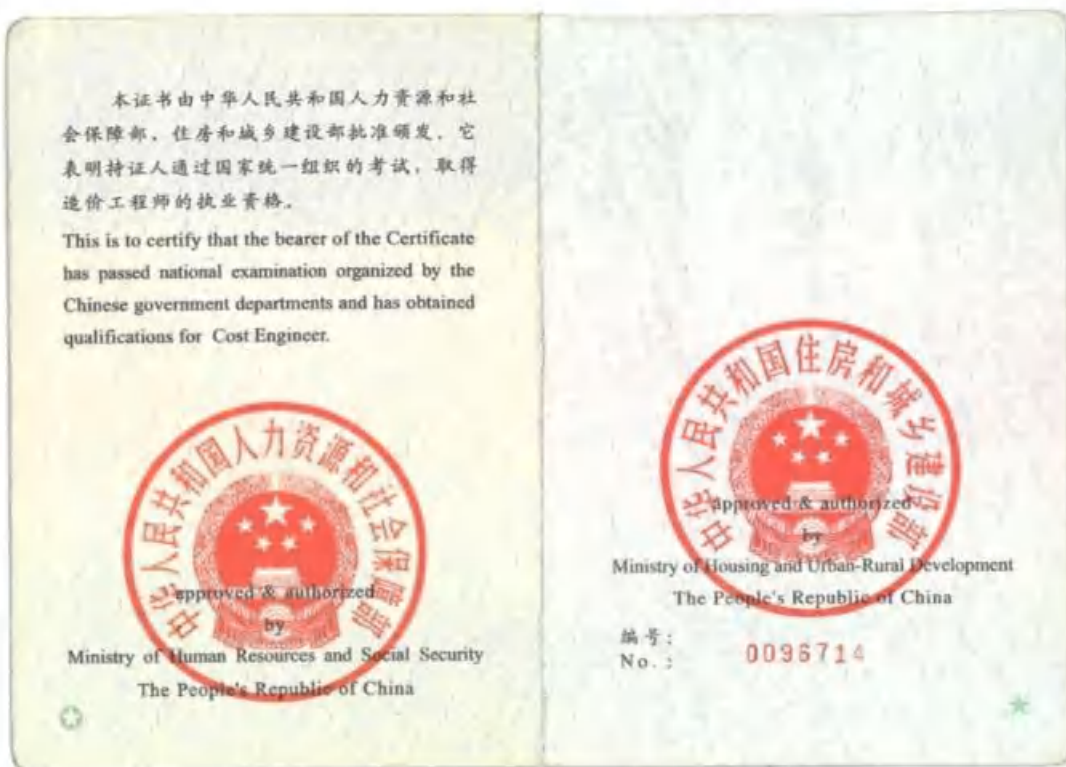 本证书由中华人民共和国人力资源和社
会保障部、住房和城乡建设部批准颁发，它
表明持证人通过国家统一组织的考试，取得
造价工程师的执业资格。
This is to certify that the bearer of the Certificate
has passed national examination organized by the
Chinese government departments and has obtained
qualifications for Cost Engineer.
中华人民共和国人力资源和社会保障部
approved & authorized
by
Ministry of Human Resources and Social Security
The People's Republic of China
中华人民共和国住房和城乡建设部
approved & authorized
by
Ministry of Housing and Urban-Rural Development
The People's Republic of China
编号：
No.： 0096714